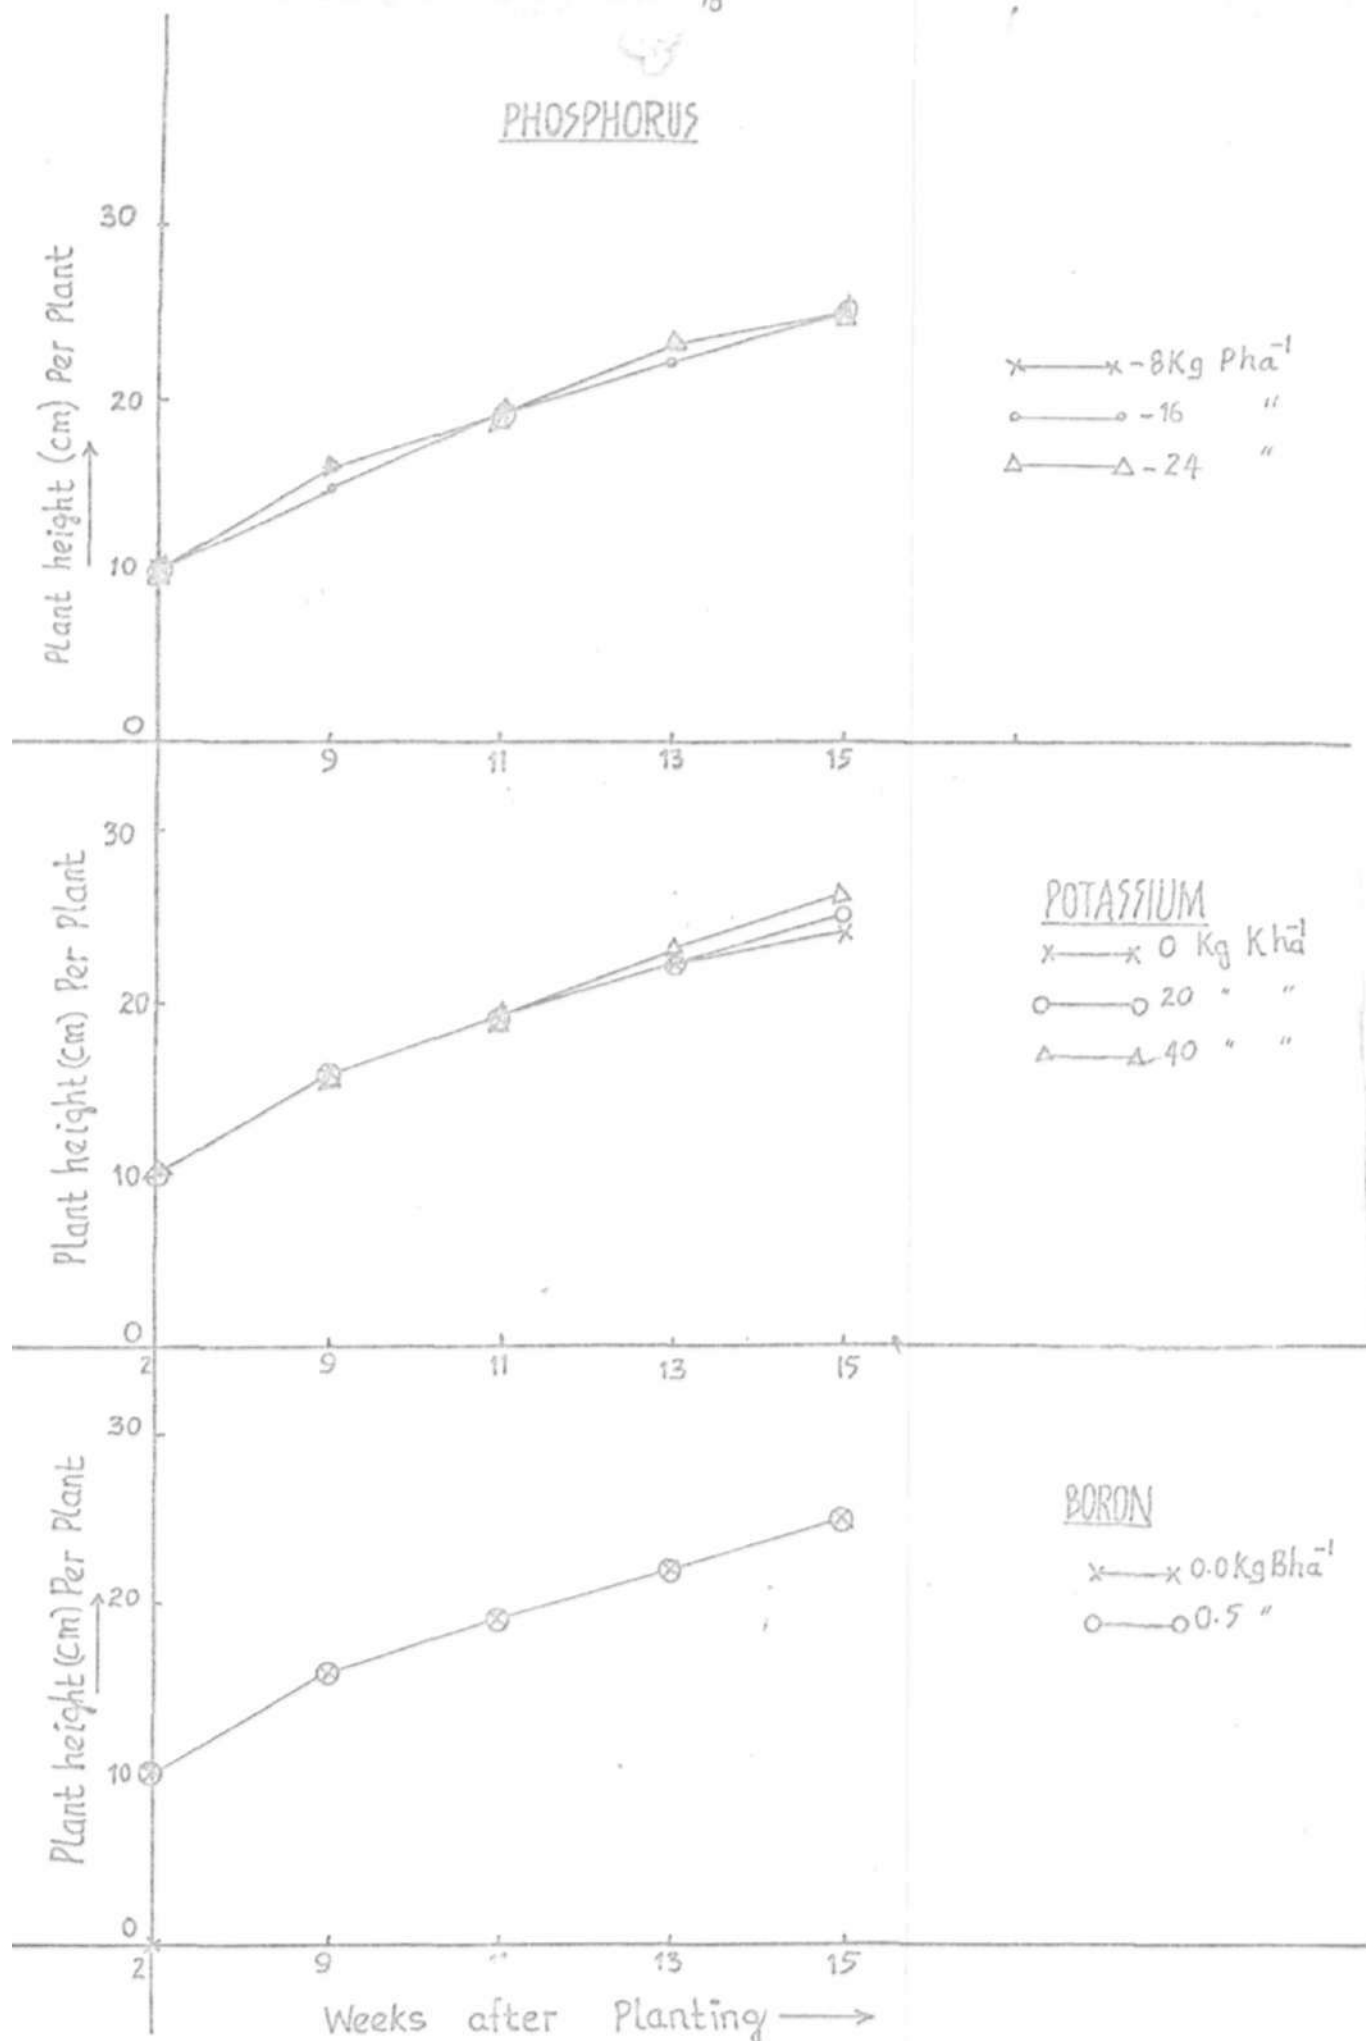 PHOSPHORUS
Plant height (cm) Per Plant
30
20
10
0
9 11 13 15
x——x -8Kg Pha⁻¹
-16 "
-24 "
Plant height (cm) Per Plant
30
20
10
0
2 9 11 13 15
POTASSIUM
x——x 0 Kg Kha⁻¹
20 " "
40 " "
Plant height (cm) Per Plant
30
20
10
0
2 9 11 13 15
BORON
x——x 0.0KgBha⁻¹
0.5 "
Weeks after Planting